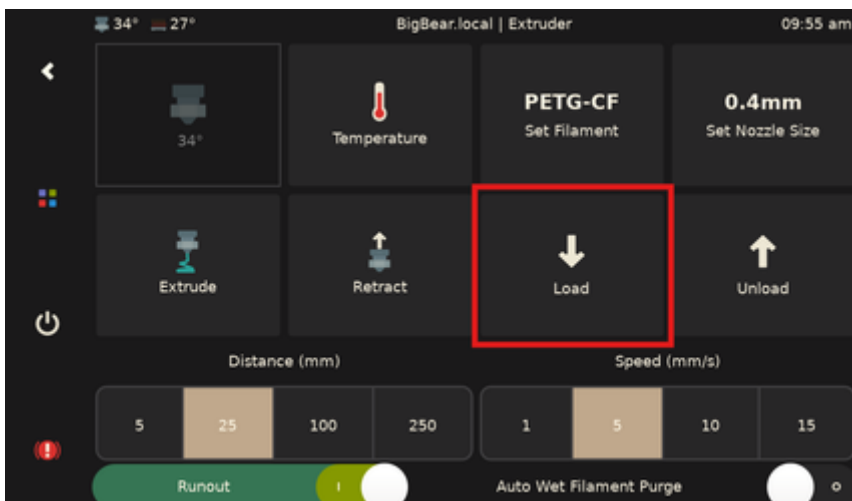 34° 27° BigBear.local | Extruder 09:55 am
34°
Temperature
PETG-CF
Set Filament
0.4mm
Set Nozzle Size
Extrude
Retract
Load
Unload
Distance (mm) Speed (mm/s)
5 25 100 250 1 5 10 15
Runout Auto Wet Filament Purge